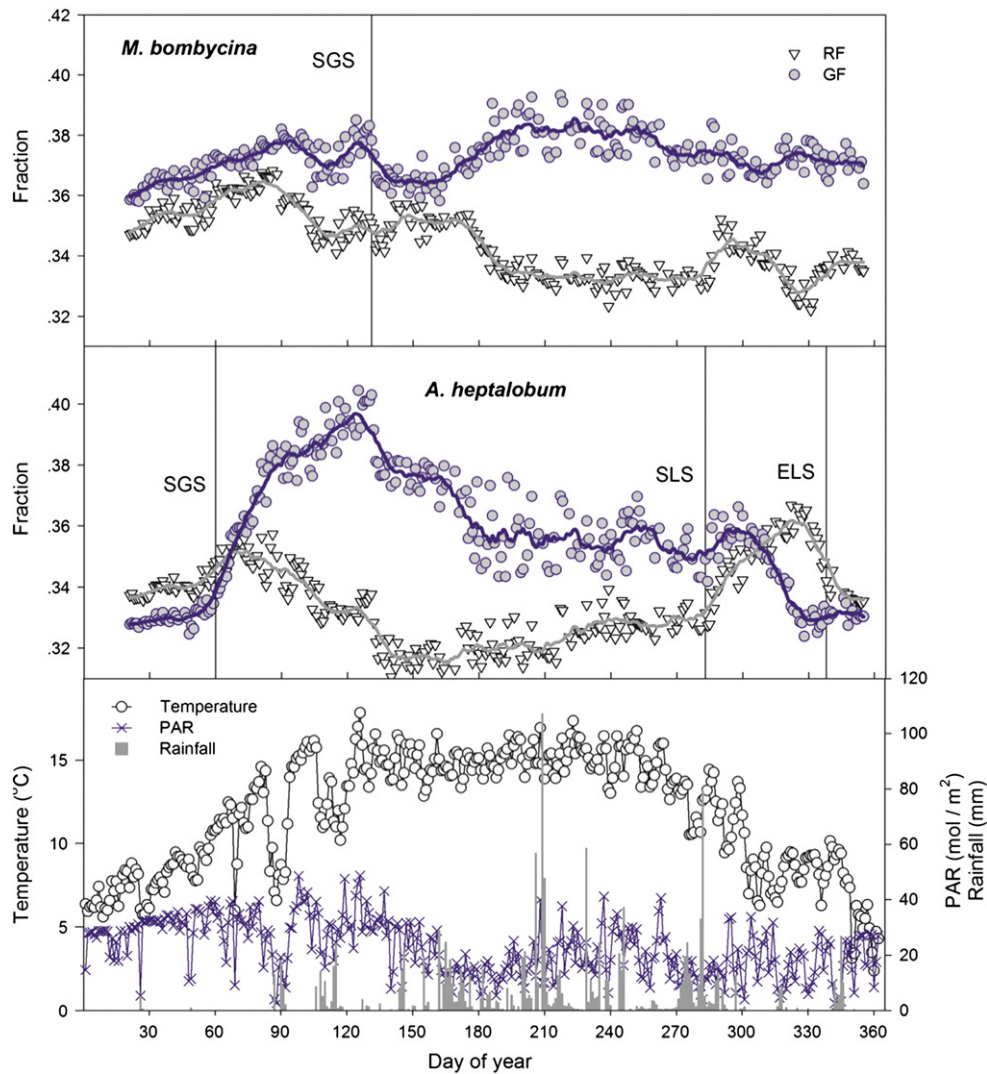 .42
M. bombycina
SGS
RF
GF
.40
.38
.36
.34
.32
Fraction
A. heptalobum
.40
.38
.36
.34
.32
Fraction
SGS
SLS
ELS
Temperature
PAR
Rainfall
15
10
5
0
Temperature (°C)
120
100
80
60
40
20
0
PAR (mol / m²)
Rainfall (mm)
30 60 90 120 150 180 210 240 270 300 330 360
Day of year